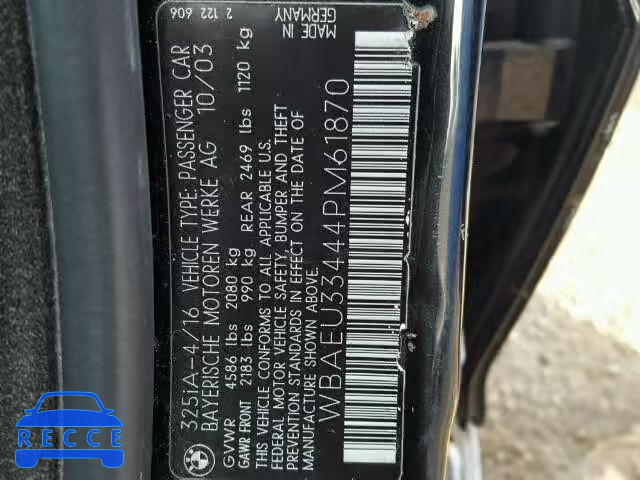 325iA-4/16 VEHICLE TYPE: PASSENGER CAR
BAYERISCHE MOTOREN WERKE AG 10/03
GVWR 4586 lbs 2080 kg
GAWR FRONT 2183 lbs 990 kg REAR 2469 lbs 1120 kg
THIS VEHICLE CONFORMS TO ALL APPLICABLE U.S.
FEDERAL MOTOR VEHICLE SAFETY, BUMPER AND THEFT
PREVENTION STANDARDS IN EFFECT ON THE DATE OF
MANUFACTURE SHOWN ABOVE.
WBAEU33444PM61870
2 122 606
MADE IN
GERMANY
AUTOBIDMASTER